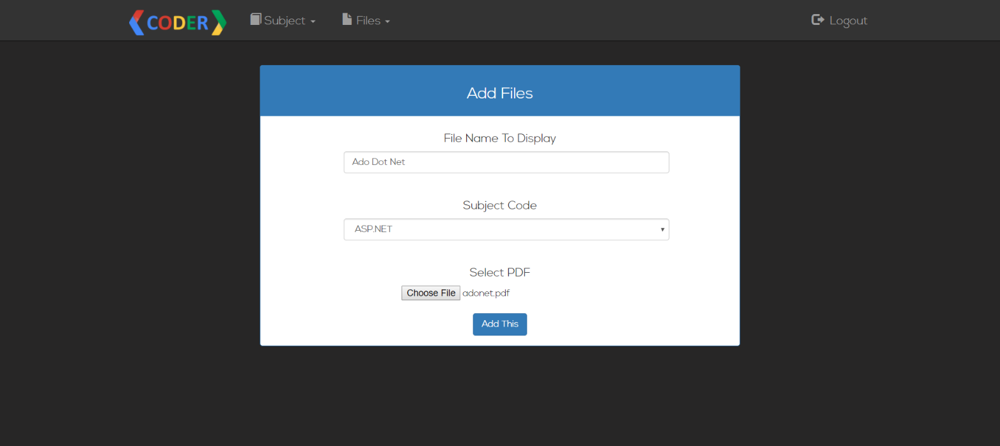 CODER Subject Files Logout
Add Files
File Name To Display
Ado Dot Net
Subject Code
ASP.NET
Select PDF
Choose File adonet.pdf
Add This